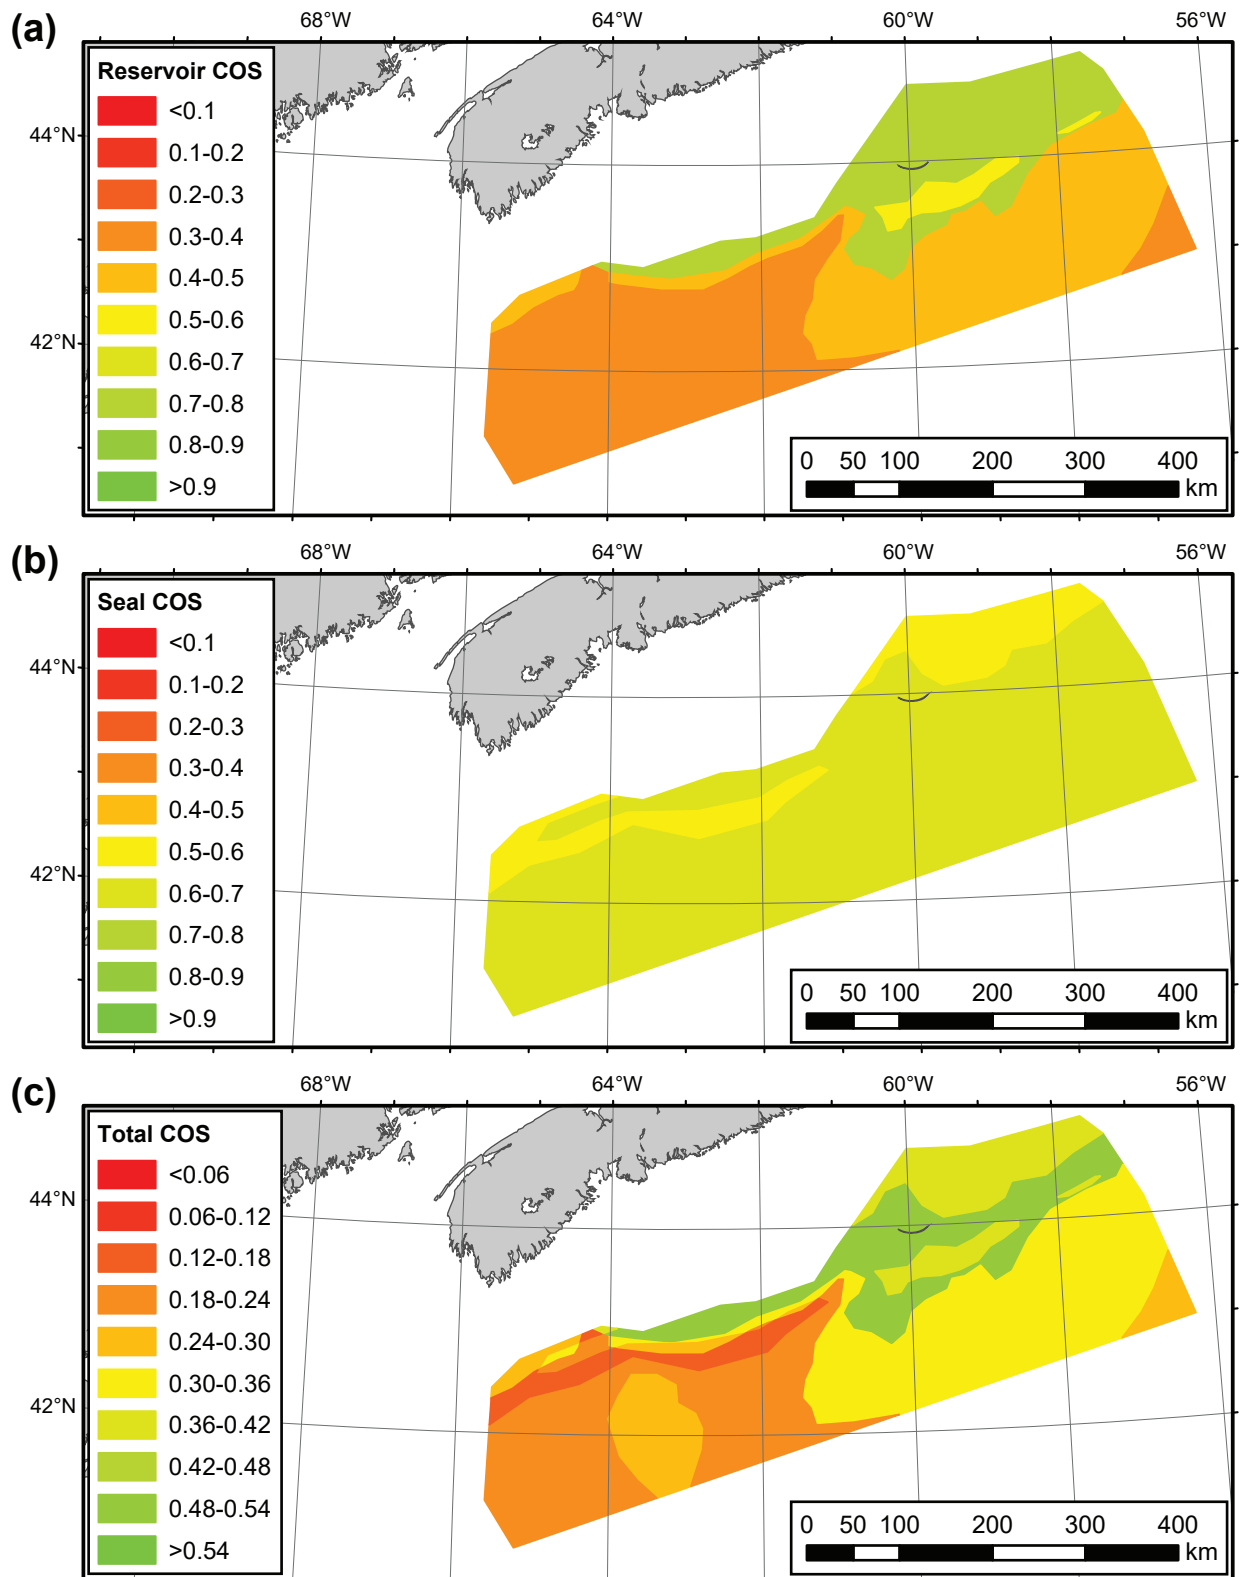 (a)
68°W 64°W 60°W 56°W
Reservoir COS
<0.1
0.1-0.2
0.2-0.3
0.3-0.4
0.4-0.5
0.5-0.6
0.6-0.7
0.7-0.8
0.8-0.9
>0.9
44°N
42°N
0 50 100 200 300 400
km
(b)
68°W 64°W 60°W 56°W
Seal COS
<0.1
0.1-0.2
0.2-0.3
0.3-0.4
0.4-0.5
0.5-0.6
0.6-0.7
0.7-0.8
0.8-0.9
>0.9
44°N
42°N
0 50 100 200 300 400
km
(c)
68°W 64°W 60°W 56°W
Total COS
<0.06
0.06-0.12
0.12-0.18
0.18-0.24
0.24-0.30
0.30-0.36
0.36-0.42
0.42-0.48
0.48-0.54
>0.54
44°N
42°N
0 50 100 200 300 400
km